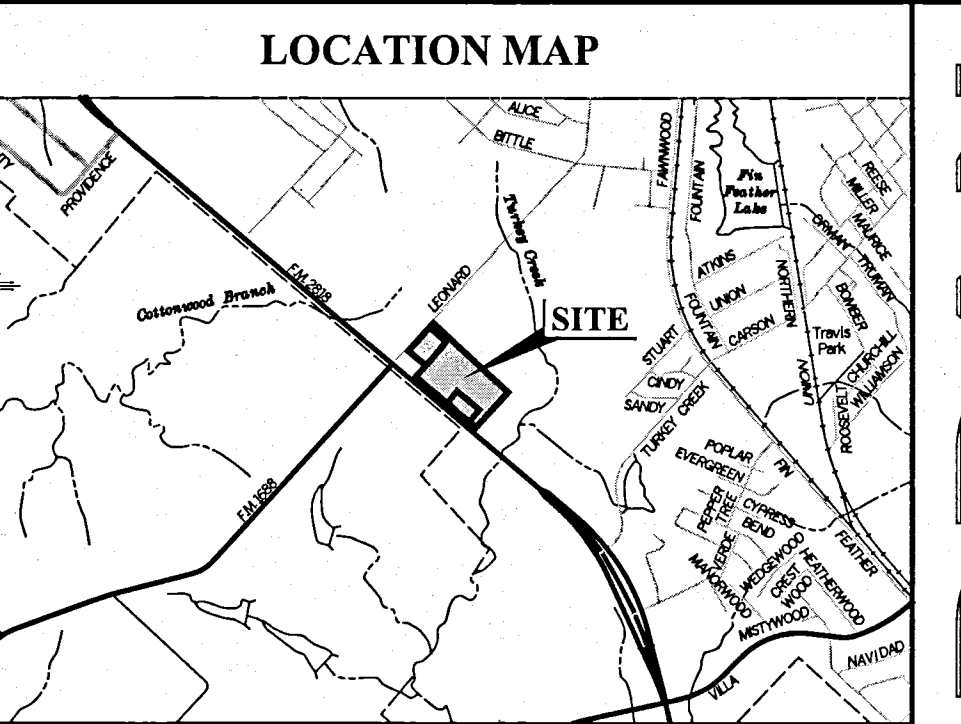 LOCATION MAP
ALICE
BITTLE
PROVIDENCE
FAWNWOOD
FOUNTAIN
Fin
Feather
Lake
REESE
MILLER
MAURICE
ORMAN
TRUMAN
Turkey Creek
F.M. 2818
LEONARD
Cottonwood Branch
ATKINS
UNION
CARSON
NORTHERN
BOMBER
FOUNTAIN
SITE
STUART
Travis
Park
CHURCHILL
WILLIAMSON
CINDY
SANDY
TURKEY CREEK
UNION
ROOSEVELT
POPLAR
EVERGREEN
FIN
F.M. 1688
PEPPER
TREE
CYPRESS
BEND
VERDE
MANORWOOD
WEDGEWOOD
CREST
WOOD
HEATHERWOOD
FEATHER
MISTYWOOD
NAVIDAD
VILLA